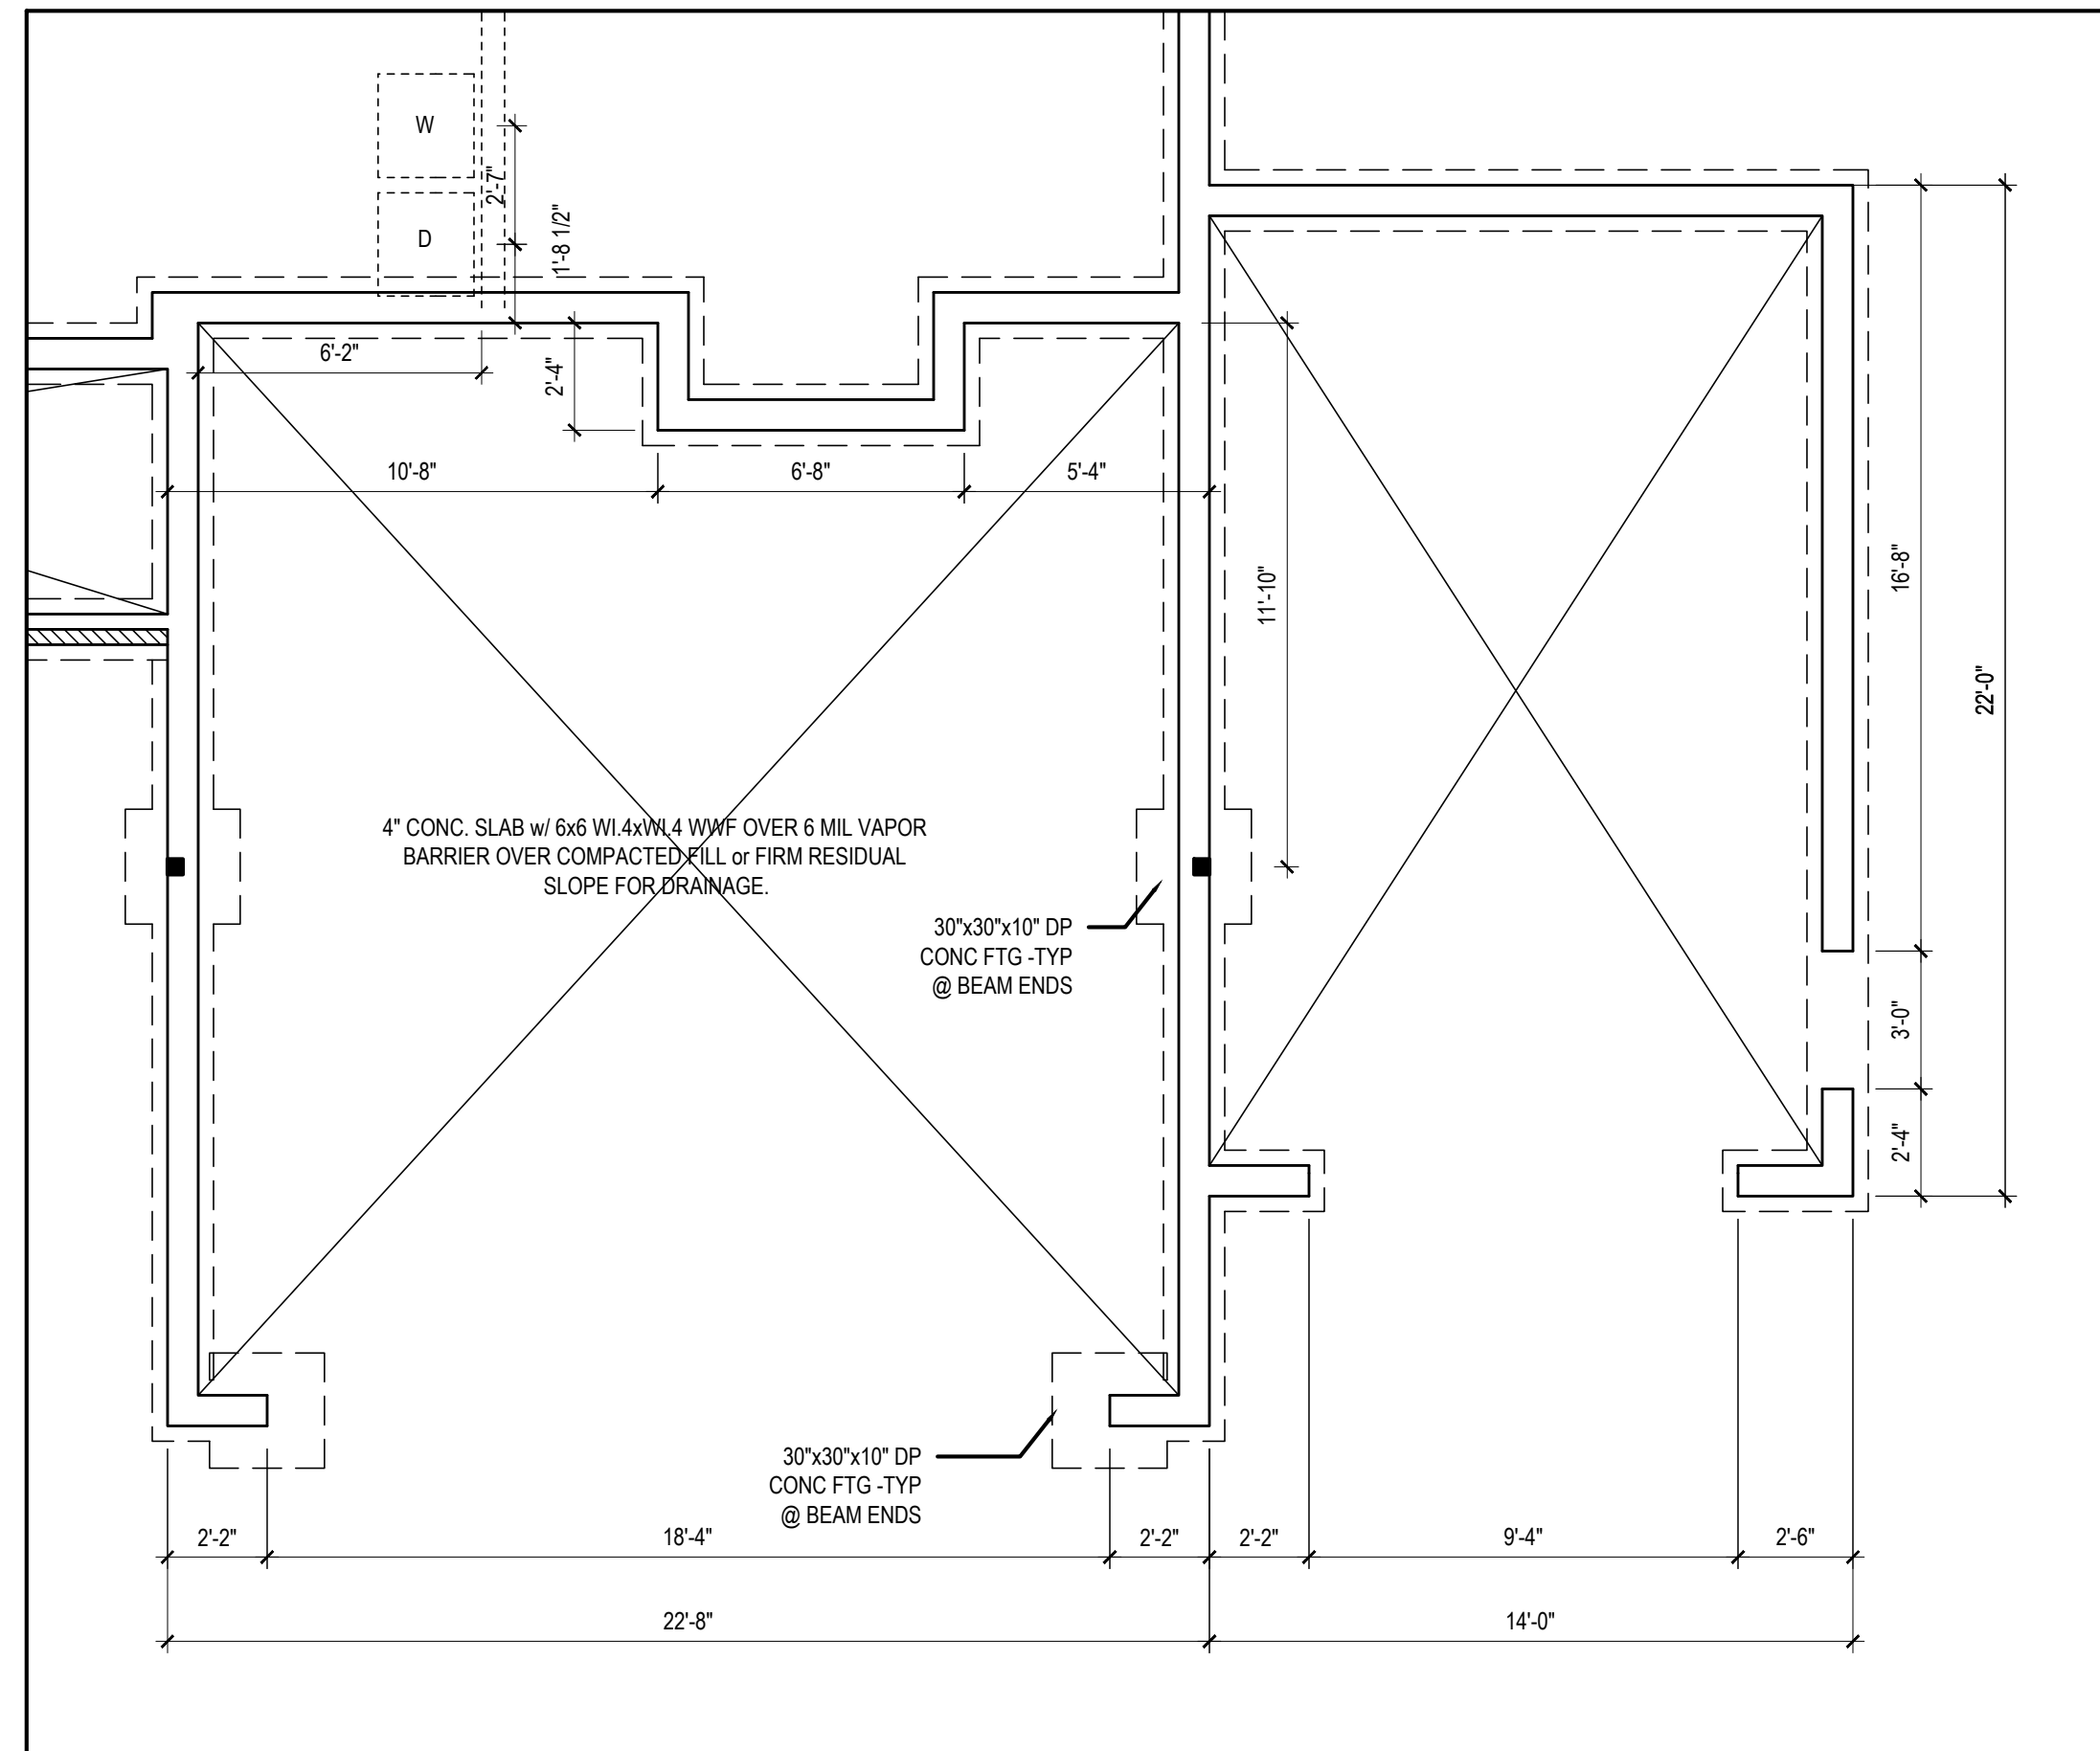 W
2'-7"
D
1'-8 1/2"
6'-2"
2'-4"
10'-8"
6'-8"
5'-4"
16'-8"
11'-10"
22'-0"
4" CONC. SLAB w/ 6x6 WI.4xWI.4 WWF OVER 6 MIL VAPOR
BARRIER OVER COMPACTED FILL or FIRM RESIDUAL
SLOPE FOR DRAINAGE.
30"x30"x10" DP
CONC FTG -TYP
@ BEAM ENDS
3'-0"
2'-4"
30"x30"x10" DP
CONC FTG -TYP
@ BEAM ENDS
2'-2"
18'-4"
2'-2"
2'-2"
9'-4"
2'-6"
22'-8"
14'-0"